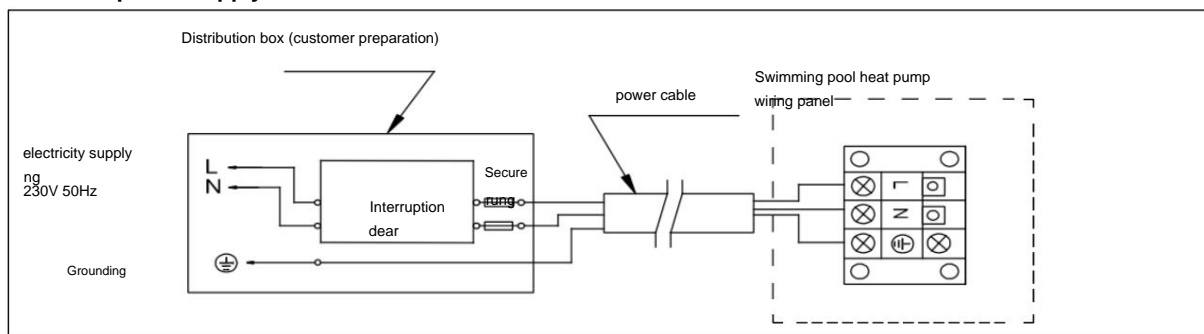 Distribution box (customer preparation)
Swimming pool heat pump
wiring panel
power cable
electricity supply
ng
230V 50Hz
L
N
Secure
rung
Interruption
dear
Grounding
L
N